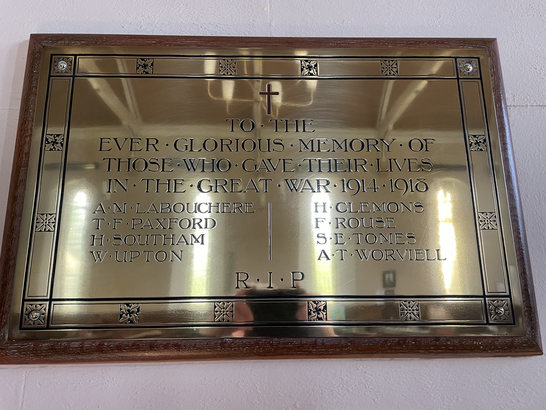 TO · THE
EVER · GLORIOUS · MEMORY · OF
THOSE · WHO · GAVE · THEIR · LIVES
IN · THE · GREAT · WAR · 1914-1918
A · M · LABOUCHERE
T · F · PAXFORD
H · SOUTHAM
W · UPTON
H · CLEMONS
F · ROUSE
S · E · TOMES
A · T · WORVIELL
R · I · P